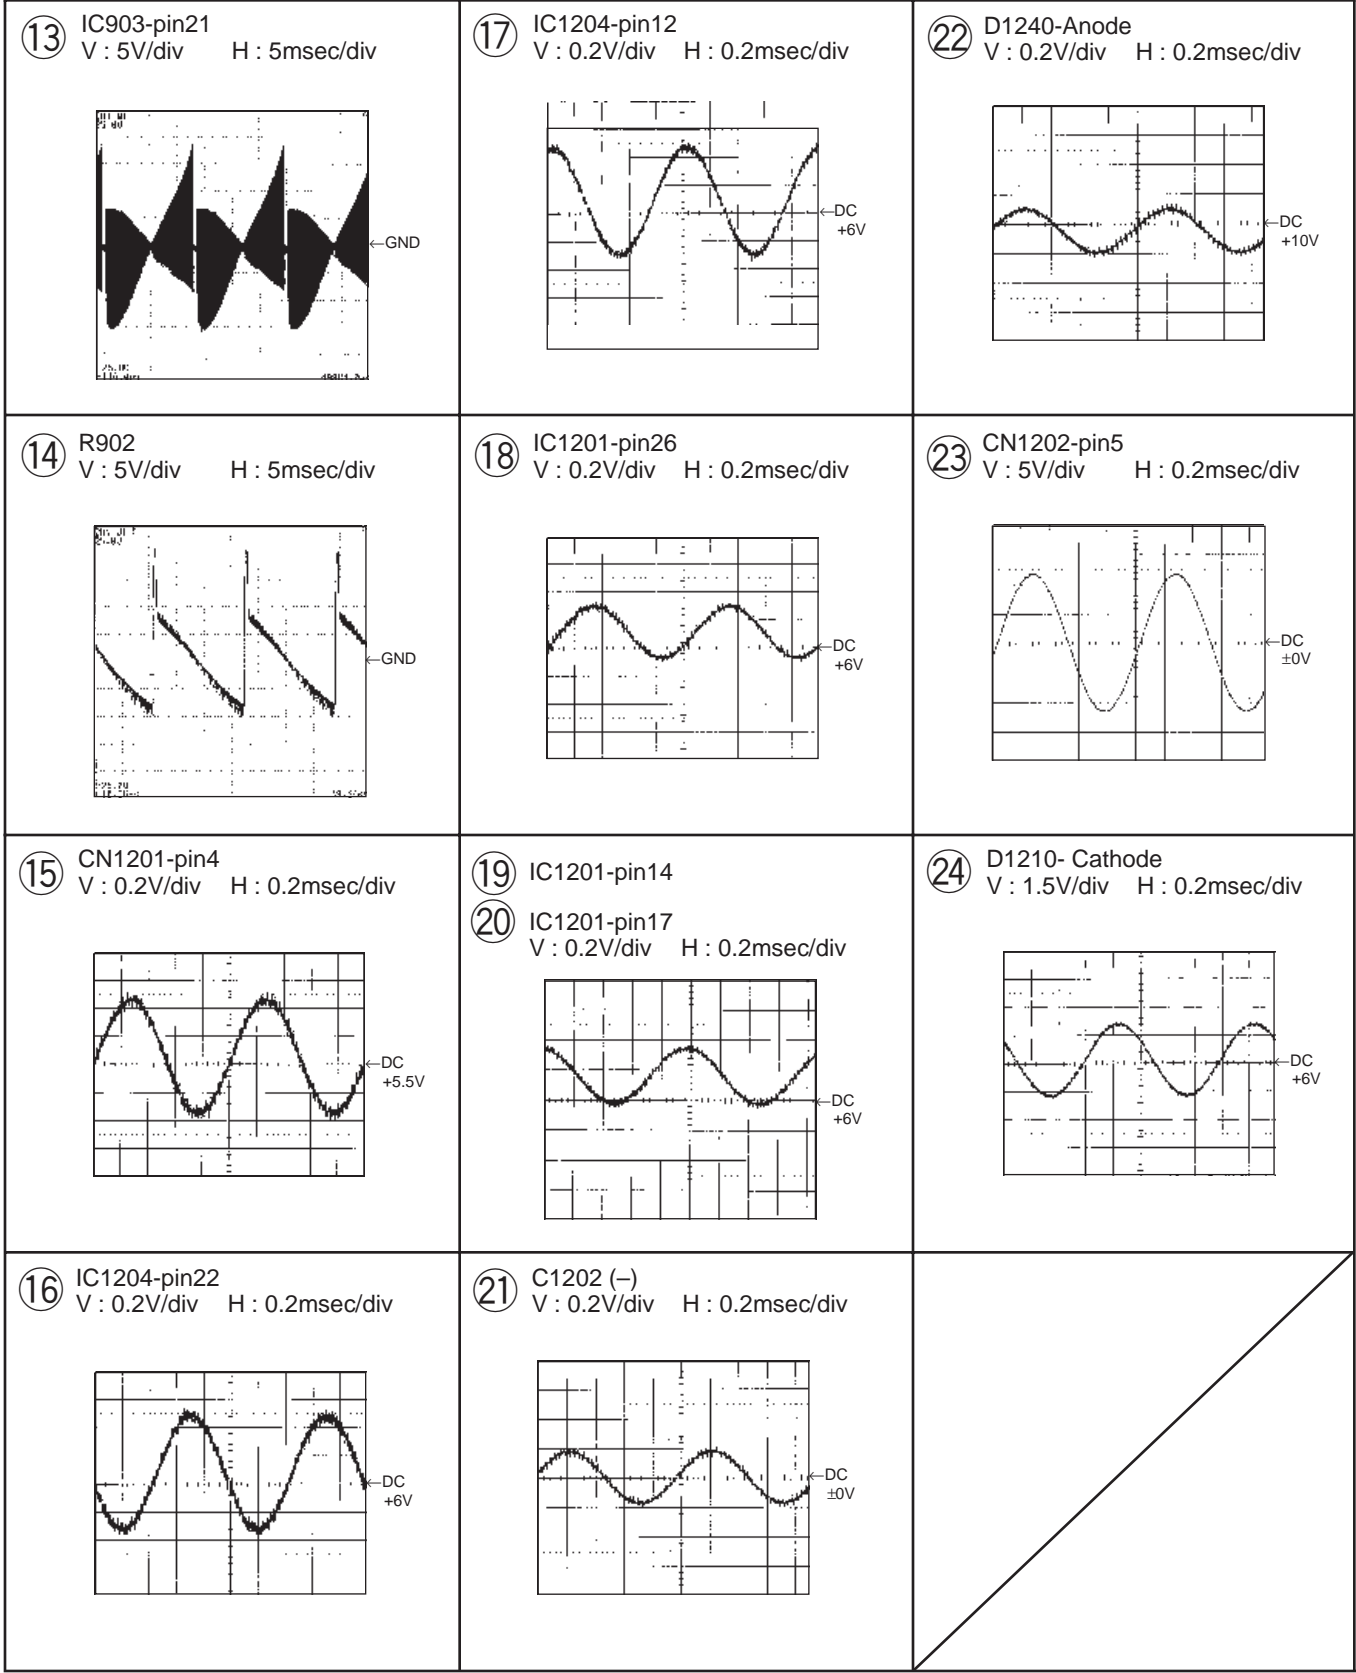 13 IC903-pin21
V : 5V/div H : 5msec/div
←GND
14 R902
V : 5V/div H : 5msec/div
←GND
15 CN1201-pin4
V : 0.2V/div H : 0.2msec/div
←DC
+5.5V
16 IC1204-pin22
V : 0.2V/div H : 0.2msec/div
←DC
+6V
17 IC1204-pin12
V : 0.2V/div H : 0.2msec/div
←DC
+6V
18 IC1201-pin26
V : 0.2V/div H : 0.2msec/div
←DC
+6V
19 IC1201-pin14
20 IC1201-pin17
V : 0.2V/div H : 0.2msec/div
←DC
+6V
21 C1202 (–)
V : 0.2V/div H : 0.2msec/div
←DC
±0V
22 D1240-Anode
V : 0.2V/div H : 0.2msec/div
←DC
+10V
23 CN1202-pin5
V : 5V/div H : 0.2msec/div
←DC
±0V
24 D1210- Cathode
V : 1.5V/div H : 0.2msec/div
←DC
+6V